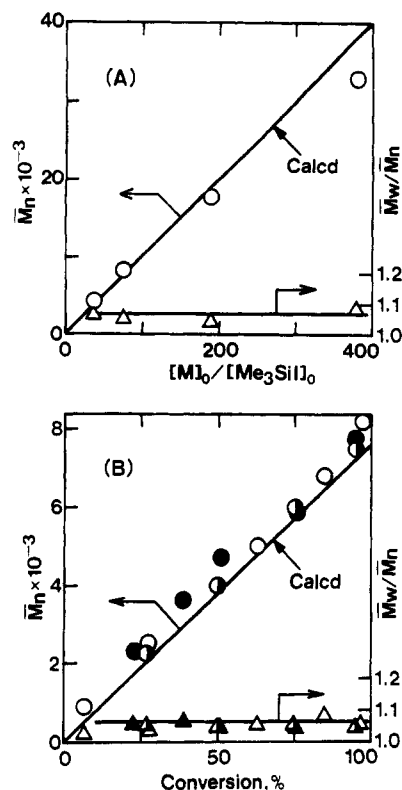 40
(A)
M̄n × 10⁻³
20
0
Calcd
M̄w/M̄n
1.2
1.1
1.0
0 200 400
[M]₀/[Me₃SiI]₀
8
(B)
6
M̄n × 10⁻³
4
2
0
Calcd
M̄w/M̄n
1.2
1.1
1.0
0 50 100
Conversion, %